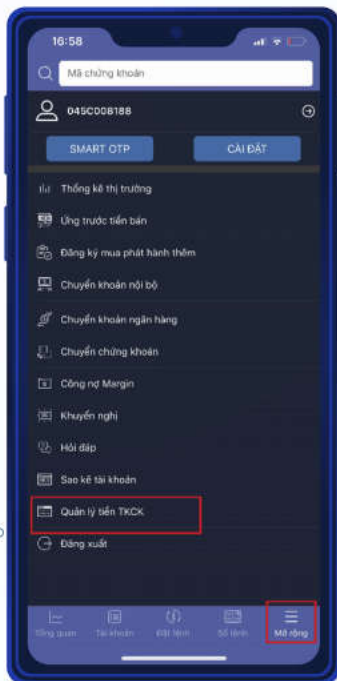 16:58
Mã chứng khoán
045C008188
SMART OTP
CÀI ĐẶT
Thống kê thị trường
Ứng trước tiền bán
Đăng ký mua phát hành thêm
Chuyển khoản nội bộ
Chuyển khoản ngân hàng
Chuyển chứng khoán
Công nợ Margin
Khuyến nghị
Hỏi đáp
Sao kê tài khoản
Quản lý tiền TKCK
Đăng xuất
Tổng quan
Tài khoản
Đặt lệnh
Sổ lệnh
Mở rộng